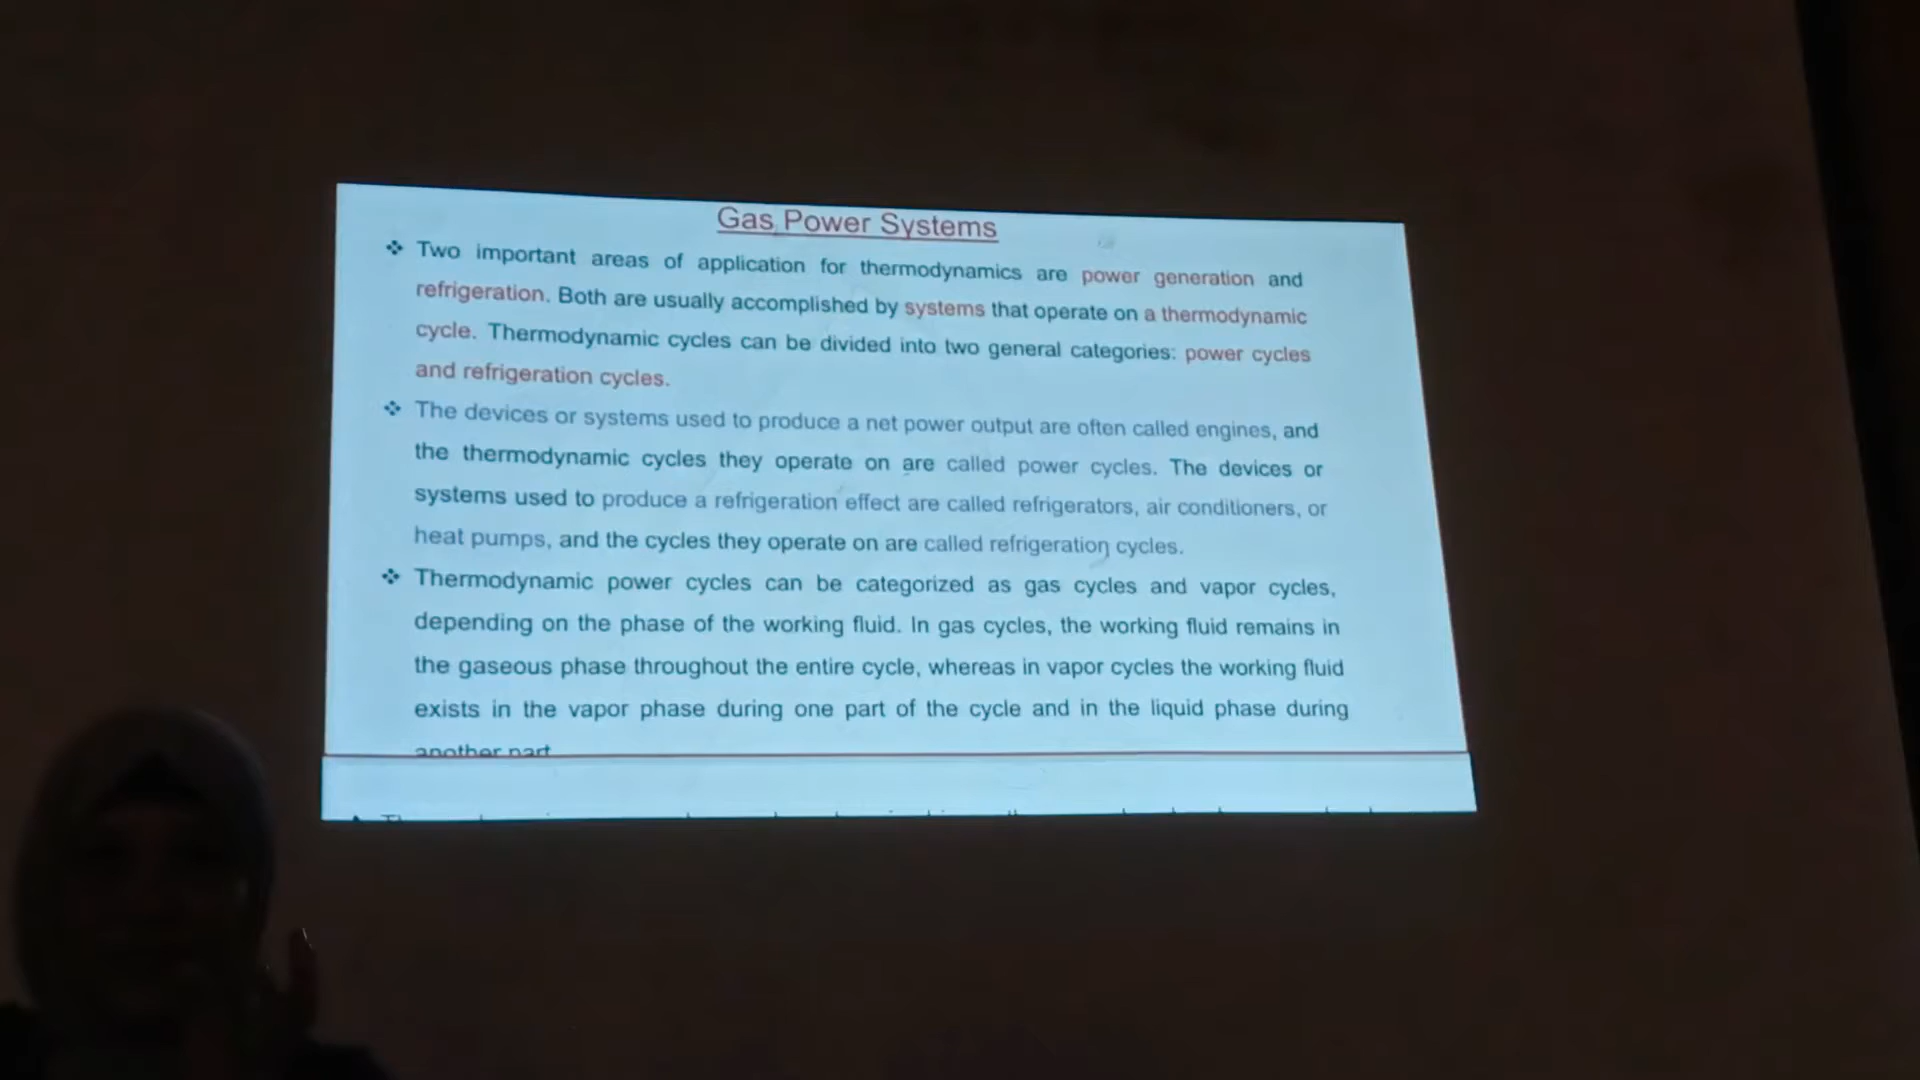 Gas Power Systems
❖ Two important areas of application for thermodynamics are power generation and
refrigeration. Both are usually accomplished by systems that operate on a thermodynamic
cycle. Thermodynamic cycles can be divided into two general categories: power cycles
and refrigeration cycles.
❖ The devices or systems used to produce a net power output are often called engines, and
the thermodynamic cycles they operate on are called power cycles. The devices or
systems used to produce a refrigeration effect are called refrigerators, air conditioners, or
heat pumps, and the cycles they operate on are called refrigeration cycles.
❖ Thermodynamic power cycles can be categorized as gas cycles and vapor cycles,
depending on the phase of the working fluid. In gas cycles, the working fluid remains in
the gaseous phase throughout the entire cycle, whereas in vapor cycles the working fluid
exists in the vapor phase during one part of the cycle and in the liquid phase during
another part